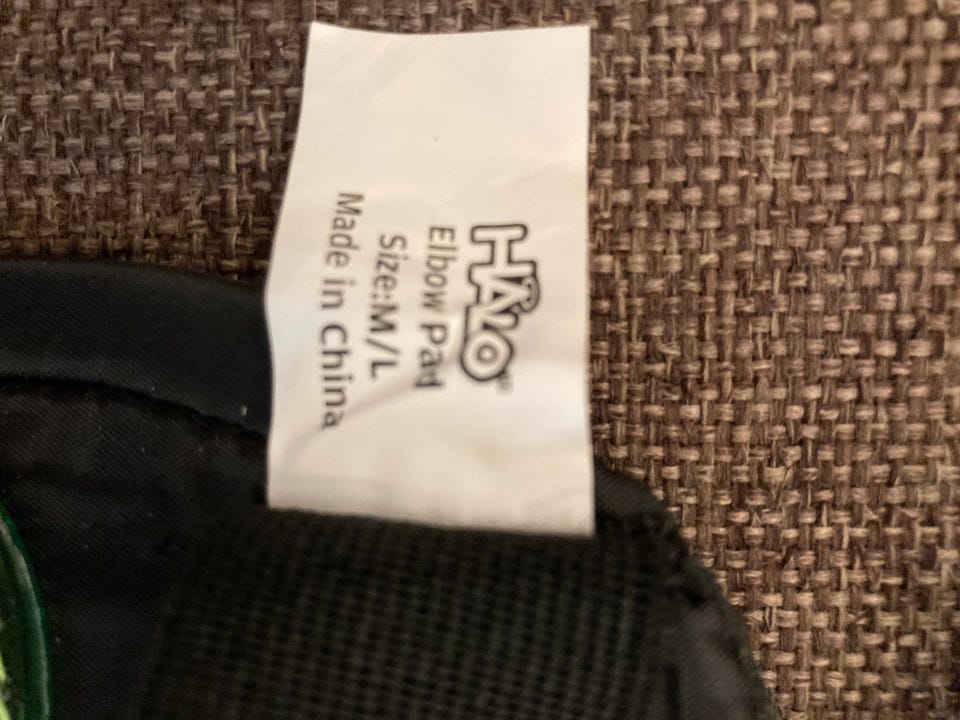 HALO
Elbow Pad
Size:M/L
Made in China